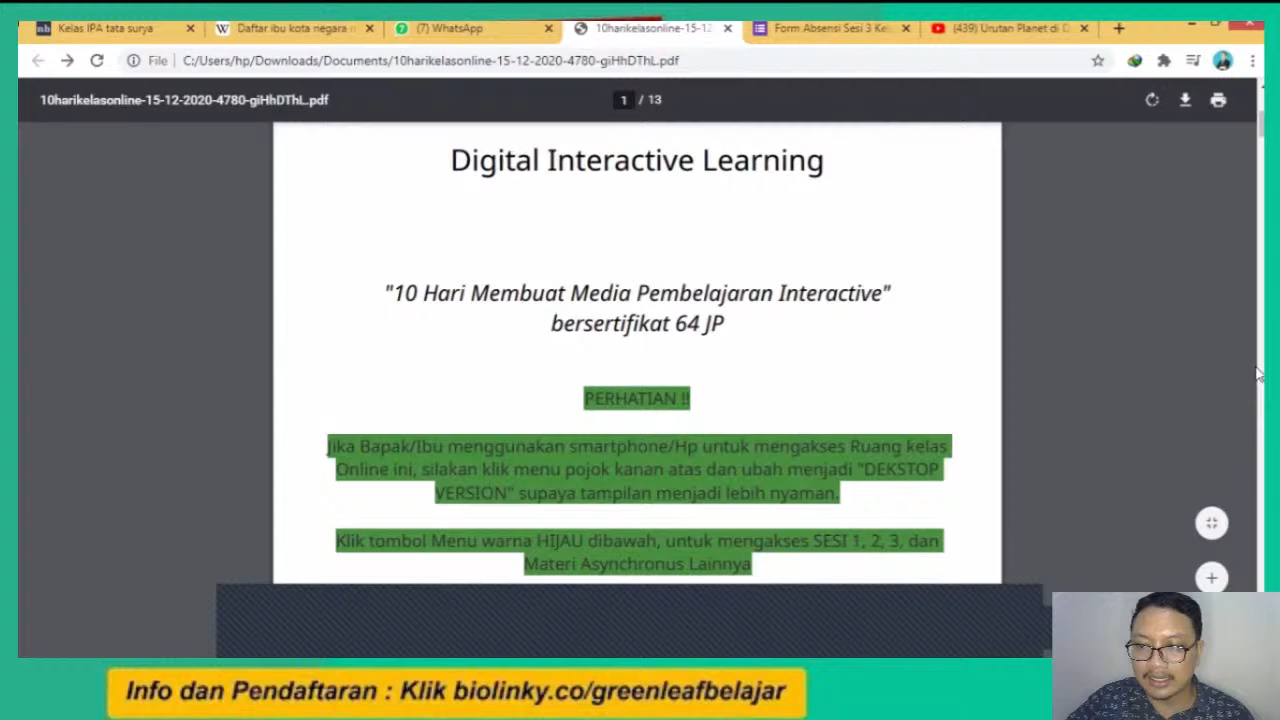 Kelas IPA tata surya
Daftar ibu kota negara
(7) WhatsApp
10harikelasonline-15-12
Form Absensi Sesi 3 Ke
(439) Urutan Planet di
File
C:/Users/hp/Downloads/Documents/10harikelasonline-15-12-2020-4780-giHhDThL.pdf
10harikelasonline-15-12-2020-4780-giHhDThL.pdf
1 / 13
Digital Interactive Learning
"10 Hari Membuat Media Pembelajaran Interactive"
bersertifikat 64 JP
PERHATIAN !!
Jika Bapak/Ibu menggunakan smartphone/Hp untuk mengakses Ruang kelas
Online ini, silakan klik menu pojok kanan atas dan ubah menjadi "DEKSTOP
VERSION" supaya tampilan menjadi lebih nyaman.
Klik tombol Menu warna HIJAU dibawah, untuk mengakses SESI 1, 2, 3, dan
Materi Asynchronus Lainnya
Info dan Pendaftaran : Klik biolinky.co/greenleafbelajar